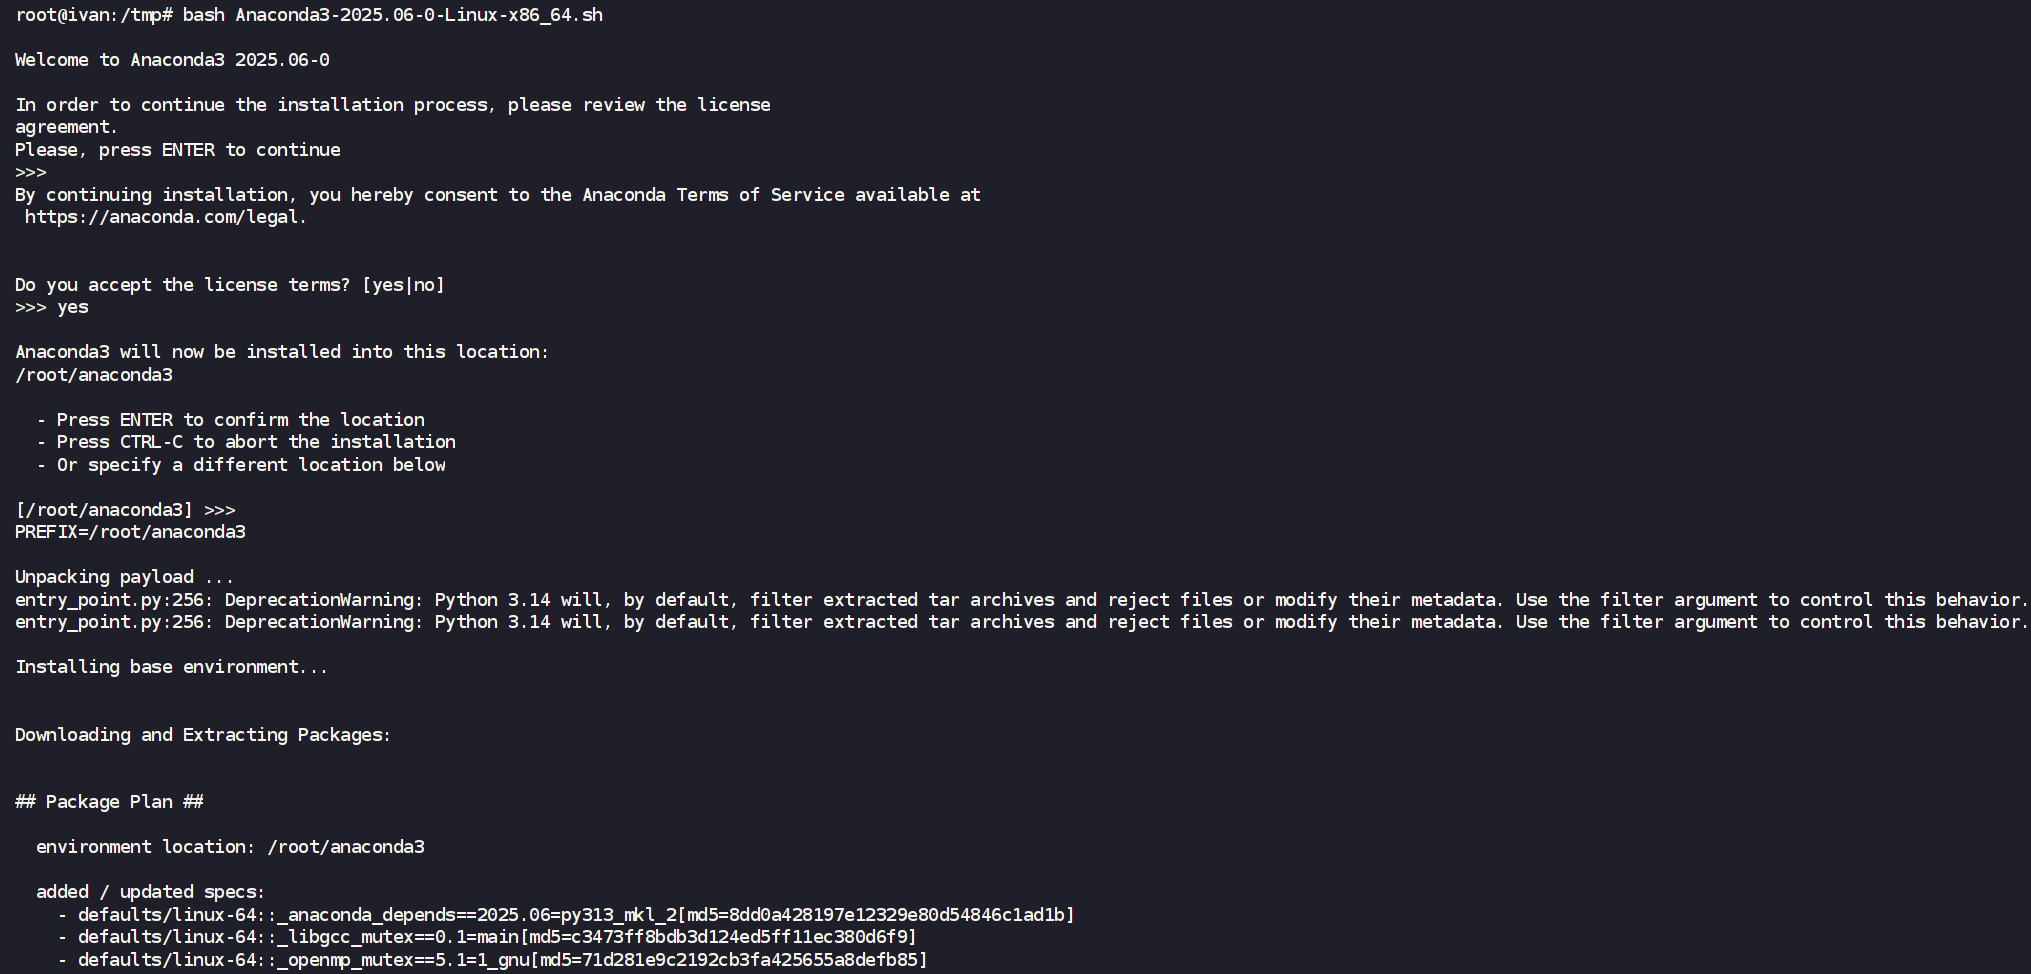 root@ivan:/tmp# bash Anaconda3-2025.06-0-Linux-x86_64.sh
Welcome to Anaconda3 2025.06-0
In order to continue the installation process, please review the license
agreement.
Please, press ENTER to continue
>>>
By continuing installation, you hereby consent to the Anaconda Terms of Service available at
 https://anaconda.com/legal.
Do you accept the license terms? [yes|no]
>>> yes
Anaconda3 will now be installed into this location:
/root/anaconda3
  - Press ENTER to confirm the location
  - Press CTRL-C to abort the installation
  - Or specify a different location below
[/root/anaconda3] >>>
PREFIX=/root/anaconda3
Unpacking payload ...
entry_point.py:256: DeprecationWarning: Python 3.14 will, by default, filter extracted tar archives and reject files or modify their metadata. Use the filter argument to control this behavior.
entry_point.py:256: DeprecationWarning: Python 3.14 will, by default, filter extracted tar archives and reject files or modify their metadata. Use the filter argument to control this behavior.
Installing base environment...
Downloading and Extracting Packages:
## Package Plan ##
  environment location: /root/anaconda3
  added / updated specs:
    - defaults/linux-64::_anaconda_depends==2025.06=py313_mkl_2[md5=8dd0a428197e12329e80d54846c1ad1b]
    - defaults/linux-64::_libgcc_mutex==0.1=main[md5=c3473ff8bdb3d124ed5ff11ec380d6f9]
    - defaults/linux-64::_openmp_mutex==5.1=1_gnu[md5=71d281e9c2192cb3fa425655a8defb85]